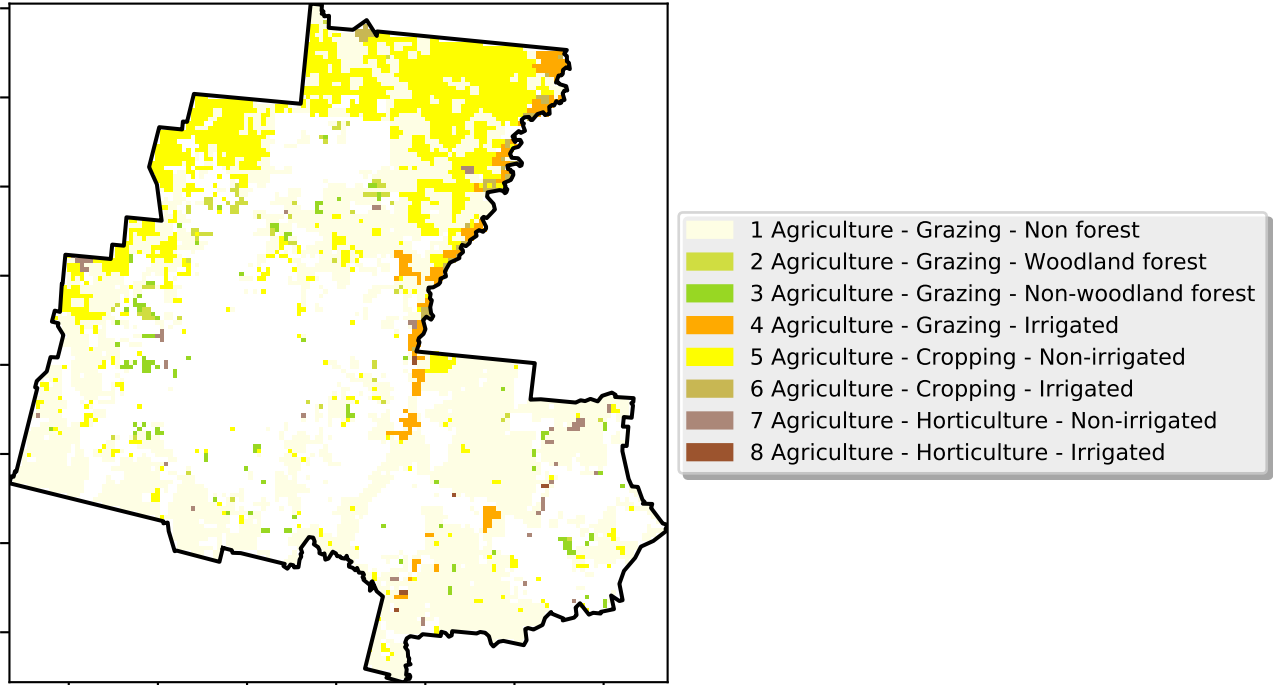 1 Agriculture - Grazing - Non forest
2 Agriculture - Grazing - Woodland forest
3 Agriculture - Grazing - Non-woodland forest
4 Agriculture - Grazing - Irrigated
5 Agriculture - Cropping - Non-irrigated
6 Agriculture - Cropping - Irrigated
7 Agriculture - Horticulture - Non-irrigated
8 Agriculture - Horticulture - Irrigated